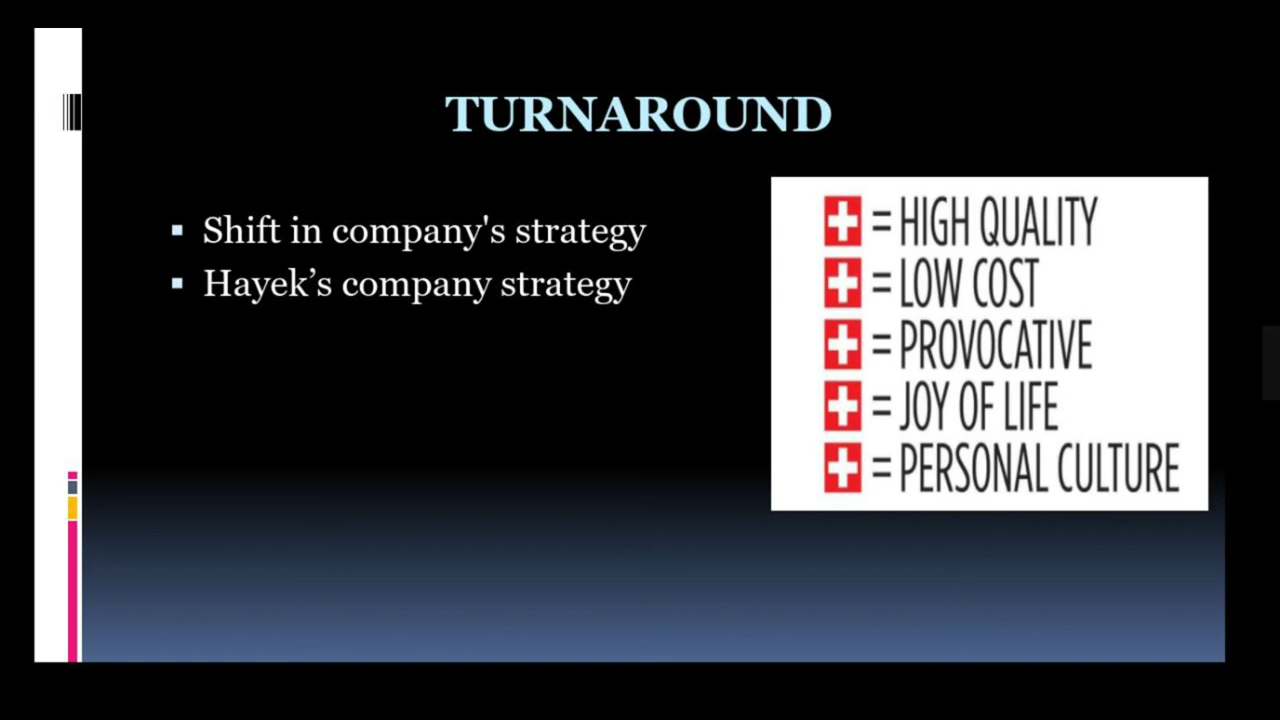 TURNAROUND
Shift in company's strategy
Hayek’s company strategy
= HIGH QUALITY
= LOW COST
= PROVOCATIVE
= JOY OF LIFE
= PERSONAL CULTURE